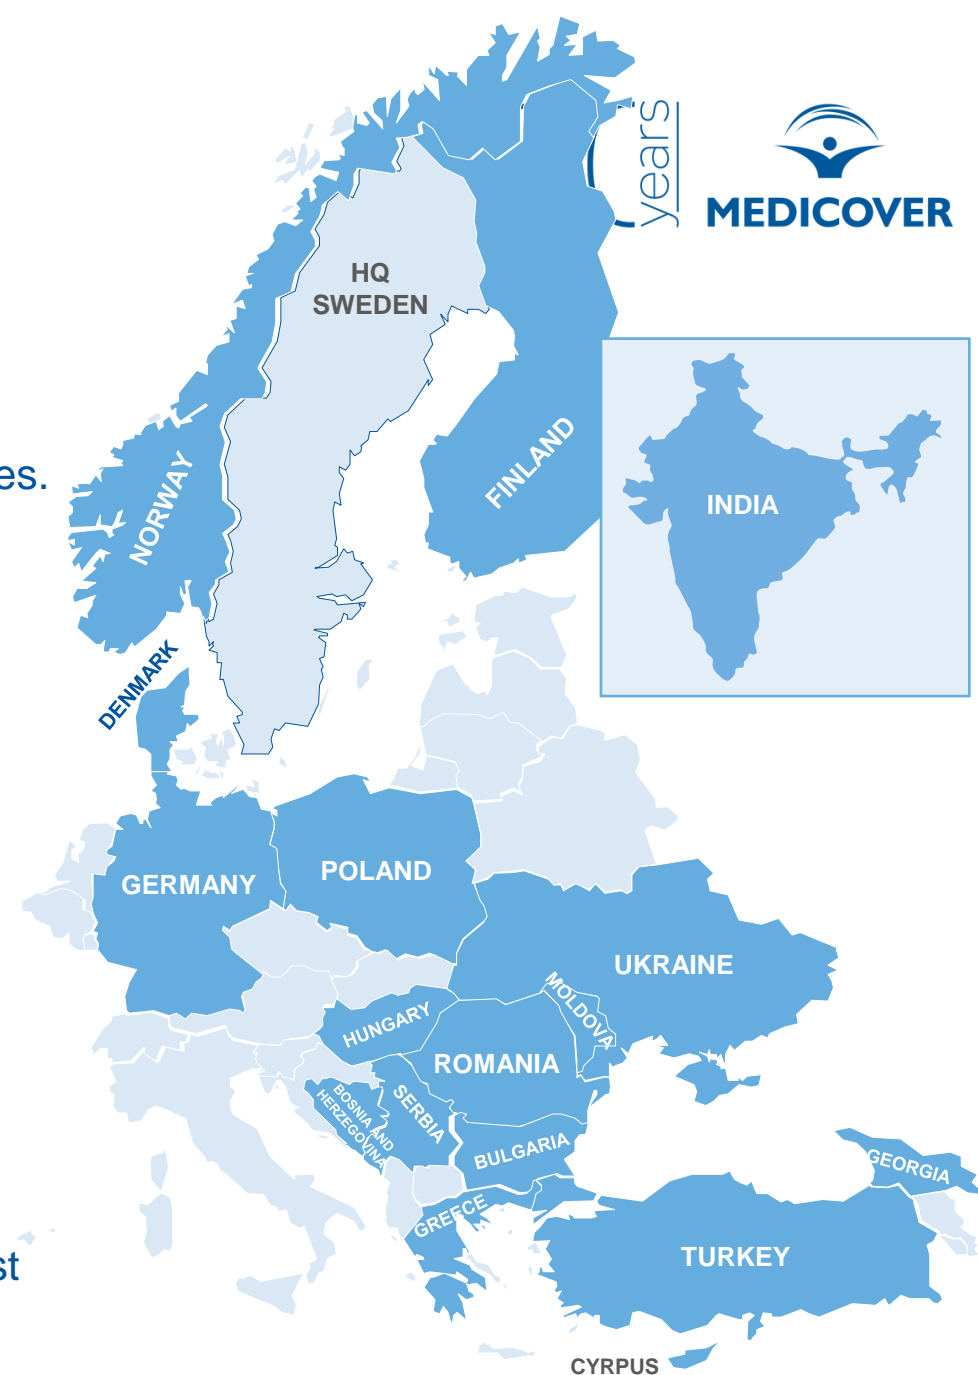 years
MEDICOVER
HQ
SWEDEN
es.
NORWAY
FINLAND
INDIA
DENMARK
GERMANY
POLAND
UKRAINE
MOLDOVA
HUNGARY
ROMANIA
BOSNIA AND
HERZEGOVINA
SERBIA
BULGARIA
GEORGIA
GREECE
TURKEY
st
CYRPUS